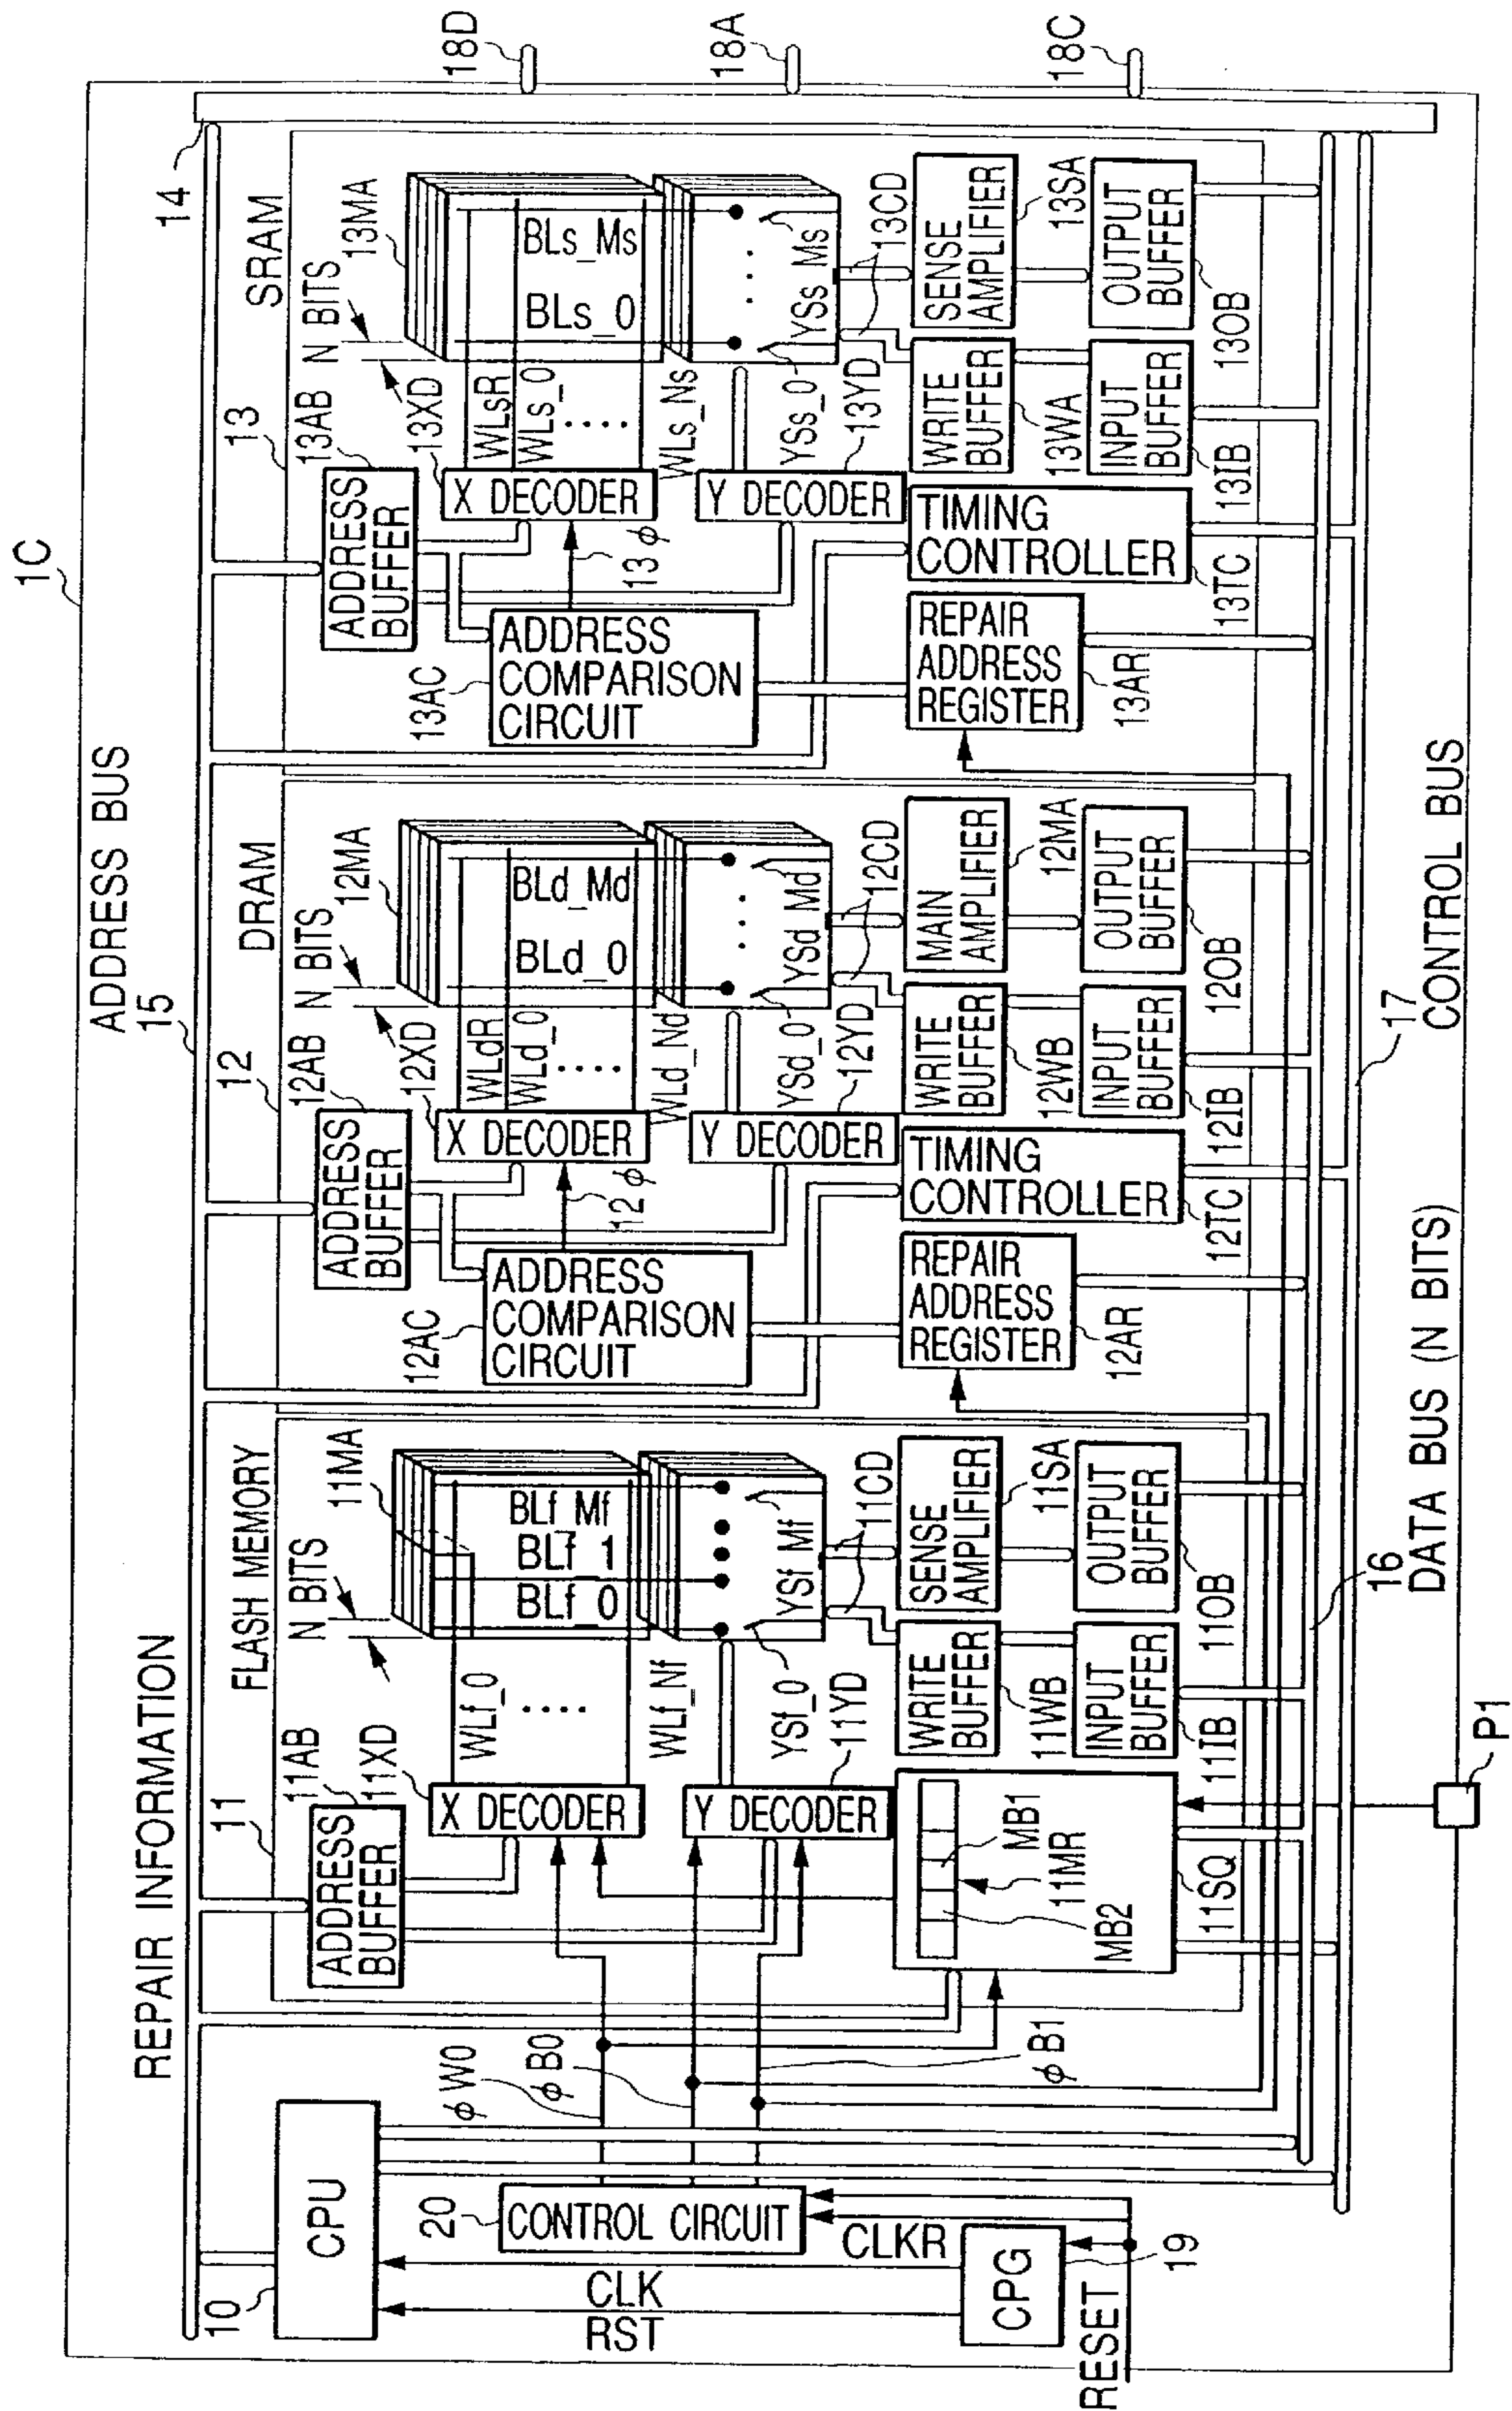 1C
ADDRESS BUS
REPAIR INFORMATION
15
14
10
CPU
11
FLASH MEMORY
N BITS
11MA
11AB
ADDRESS
BUFFER
11XD
X DECODER
WLf_0
....
WLf_Nf
BLf_Mf
BLf_1
BLf_0
YSf_0
YSf_Mf
11YD
Y DECODER
11CD
SENSE
AMPLIFIER
11SA
WRITE
BUFFER
11WB
INPUT
BUFFER
11IB
OUTPUT
BUFFER
11OB
MB1
11MR
MB2
11SQ
φ W0
φ B0
φ B1
20
CONTROL CIRCUIT
CLKR
CLK
RST
CPG
19
RESET
P1
12
DRAM
N BITS
12MA
12AB
ADDRESS
BUFFER
12XD
X DECODER
WLdR
WLd_0
....
WLd_Nd
BLd_Md
BLd_0
12 φ
12AC
ADDRESS
COMPARISON
CIRCUIT
YSd_0
YSd_Md
12YD
Y DECODER
12CD
MAIN
AMPLIFIER
12MA
WRITE
BUFFER
12WB
INPUT
BUFFER
12IB
OUTPUT
BUFFER
12OB
TIMING
CONTROLLER
12TC
REPAIR
ADDRESS
REGISTER
12AR
13
SRAM
N BITS
13MA
13AB
ADDRESS
BUFFER
13XD
X DECODER
WLsR
WLs_0
....
WLs_Ns
BLs_Ms
BLs_0
13 φ
13AC
ADDRESS
COMPARISON
CIRCUIT
YSs_0
YSs_Ms
13YD
Y DECODER
13CD
SENSE
AMPLIFIER
13SA
WRITE
BUFFER
13WA
INPUT
BUFFER
13IB
OUTPUT
BUFFER
13OB
TIMING
CONTROLLER
13TC
REPAIR
ADDRESS
REGISTER
13AR
18D
18A
18C
16
DATA BUS (N BITS)
17
CONTROL BUS